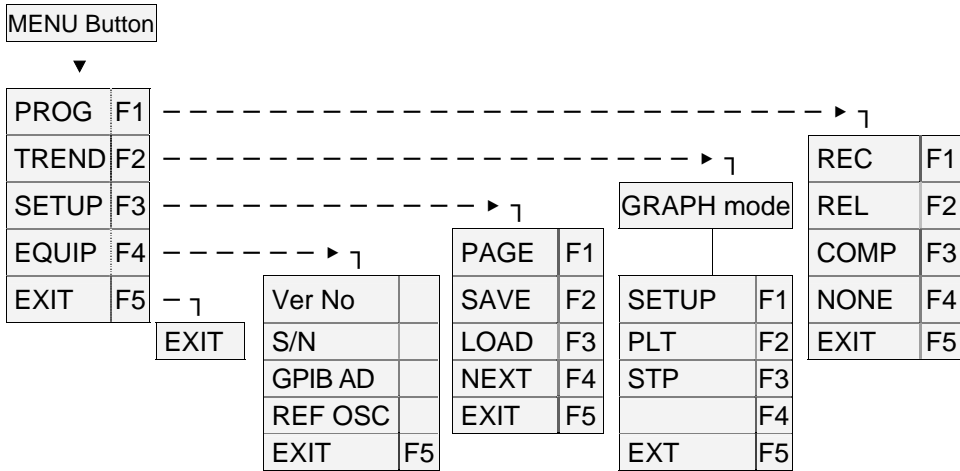 MENU Button
PROG F1
TREND F2
SETUP F3
EQUIP F4
EXIT F5
EXIT
Ver No
S/N
GPIB AD
REF OSC
EXIT F5
PAGE F1
SAVE F2
LOAD F3
NEXT F4
EXIT F5
GRAPH mode
SETUP F1
PLT F2
STP F3
F4
EXT F5
REC F1
REL F2
COMP F3
NONE F4
EXIT F5